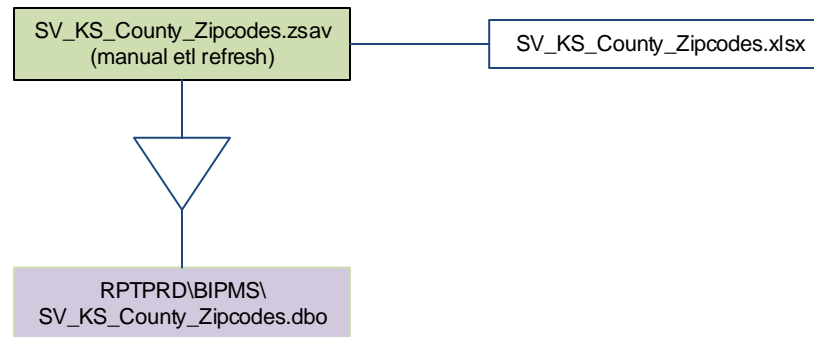 SV_KS_County_Zipcodes.zsav
(manual etl refresh)
SV_KS_County_Zipcodes.xlsx
RPTPRD\BIPMS\
SV_KS_County_Zipcodes.dbo